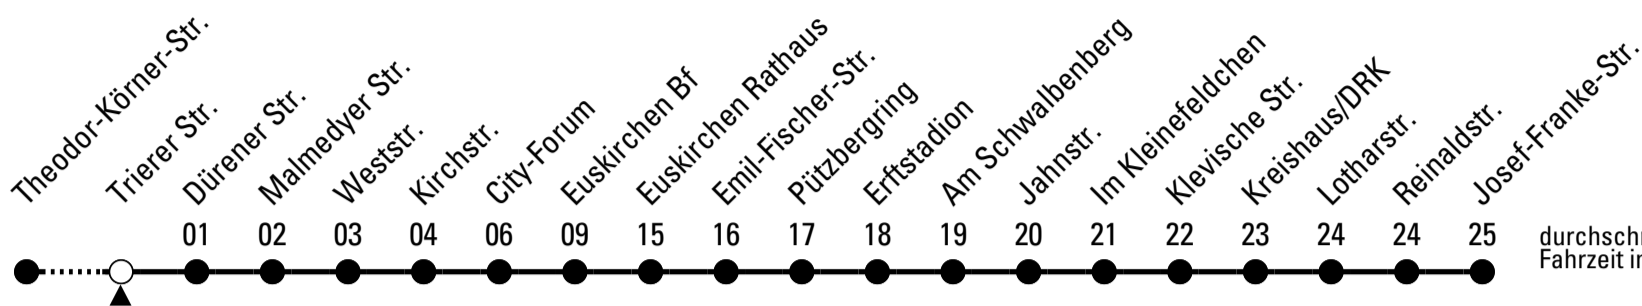 Theodor-Körner-Str.
Trierer Str.
Dürener Str.
Malmedyer Str.
Weststr.
Kirchstr.
City-Forum
Euskirchen Bf
Euskirchen Rathaus
Emil-Fischer-Str.
Pützbergring
Erftstadion
Am Schwalbenberg
Jahnstr.
Im Kleinefeldchen
Klevische Str.
Kreishaus/DRK
Lotharstr.
Reinaldstr.
Josef-Franke-Str.
01 02 03 04 06 09 15 16 17 18 19 20 21 22 23 24 24 25
Fahrzeit